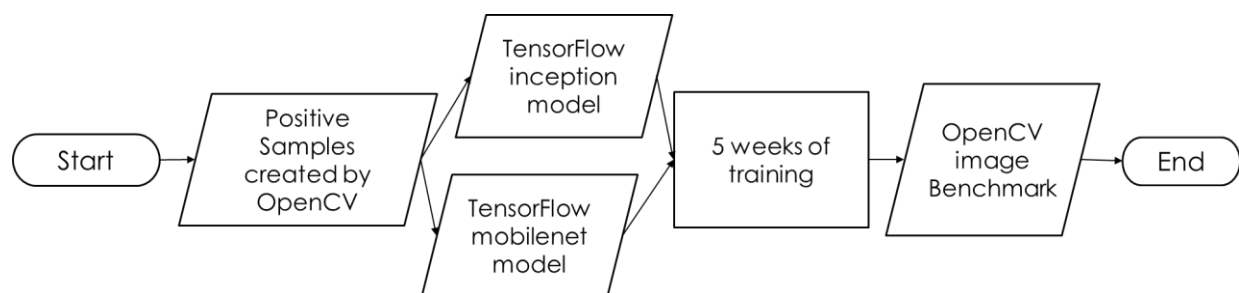 Start
Positive
Samples
created by
OpenCV
TensorFlow
inception
model
TensorFlow
mobilenet
model
5 weeks of
training
OpenCV
image
Benchmark
End